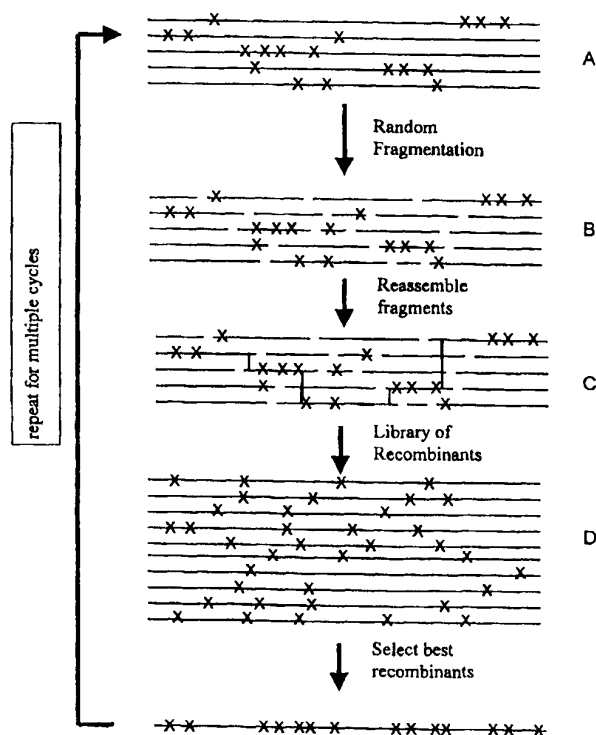 A
Random
Fragmentation
B
Reassemble
fragments
C
Library of
Recombinants
D
Select best
recombinants
repeat for multiple cycles